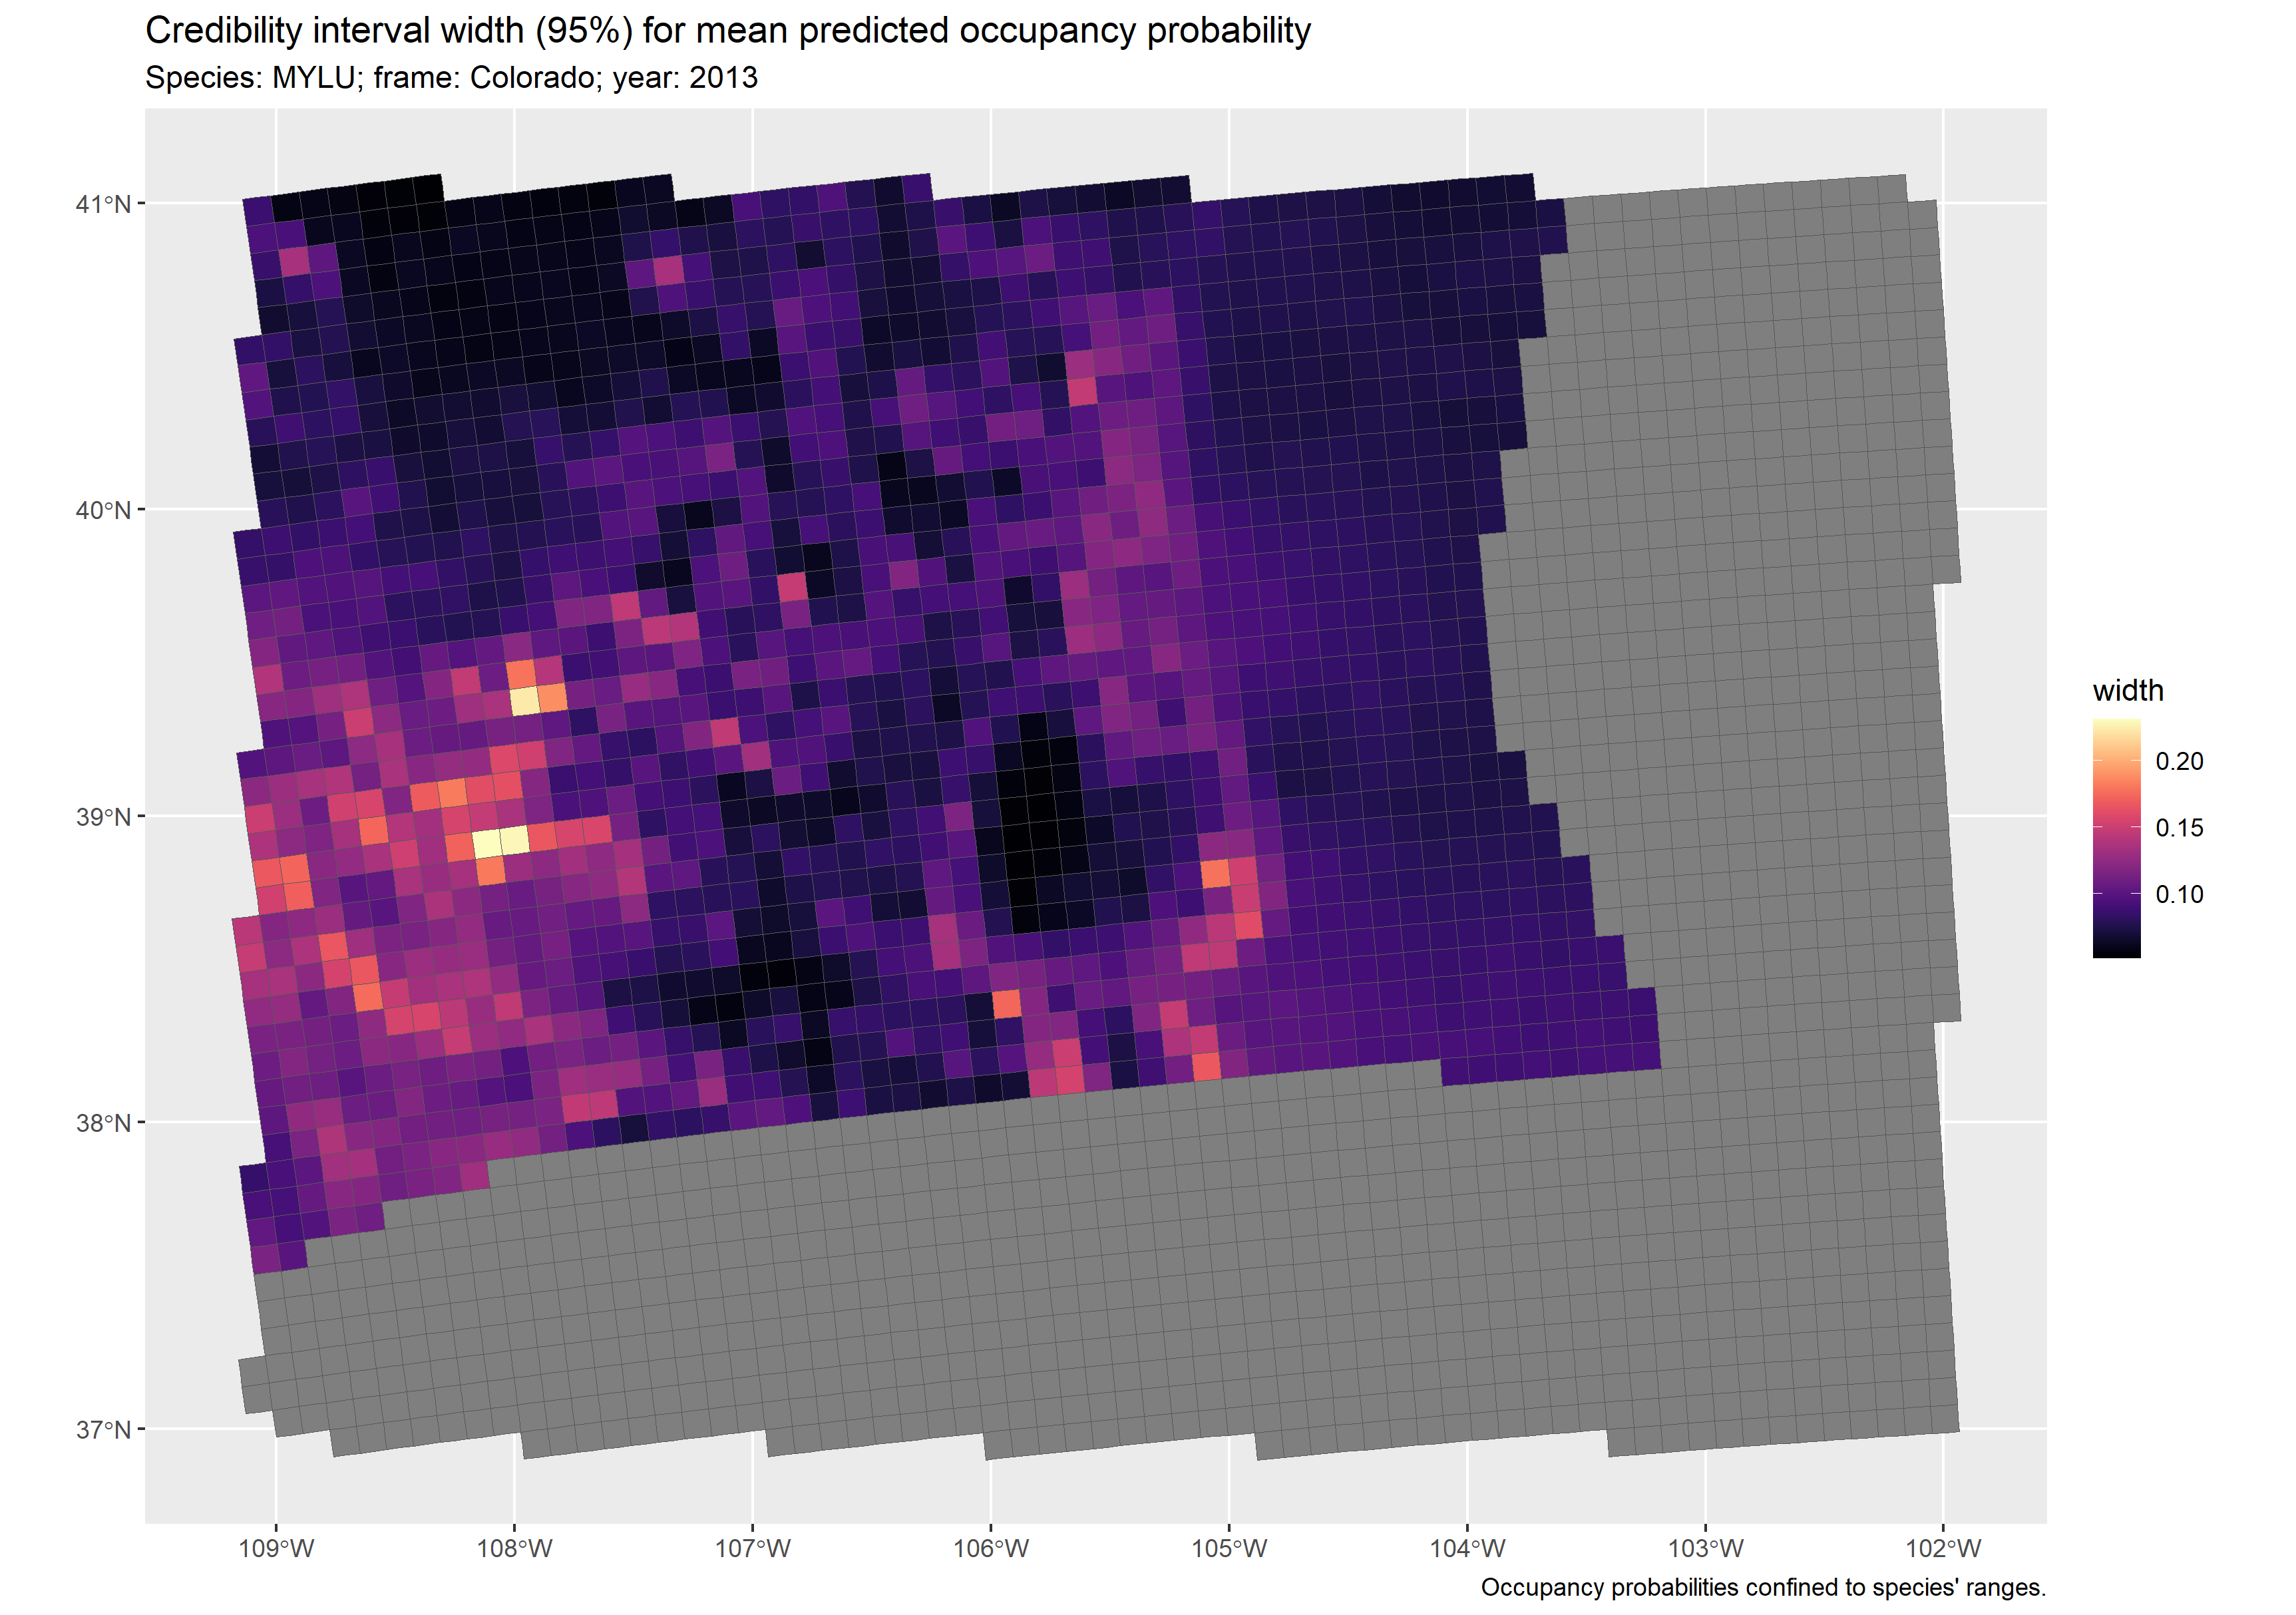 Credibility interval width (95%) for mean predicted occupancy probability
Species: MYLU; frame: Colorado; year: 2013
41°N
40°N
39°N
38°N
37°N
109°W 108°W 107°W 106°W 105°W 104°W 103°W 102°W
width
0.20
0.15
0.10
Occupancy probabilities confined to species' ranges.